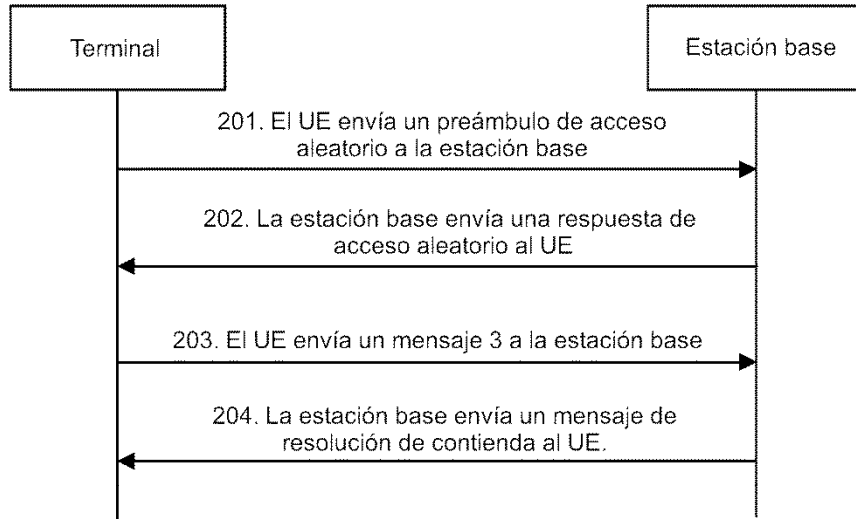 Terminal
Estación base
201. El UE envía un preámbulo de acceso
aleatorio a la estación base
202. La estación base envía una respuesta de
acceso aleatorio al UE
203. El UE envía un mensaje 3 a la estación base
204. La estación base envía un mensaje de
resolución de contienda al UE.